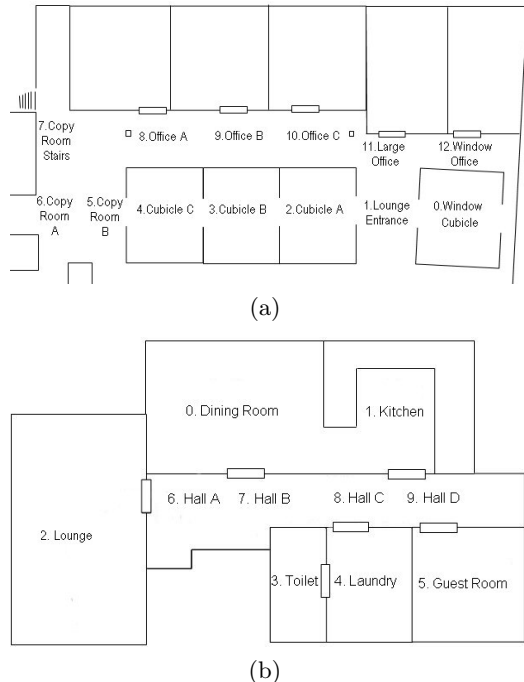 7.Copy
Room
Stairs
8.Office A
9.Office B
10.Office C
11.Large
Office
12.Window
Office
6.Copy
Room
A
5.Copy
Room
B
4.Cubicle C
3.Cubicle B
2.Cubicle A
1.Lounge
Entrance
0.Window
Cubicle
(a)
0. Dining Room
1. Kitchen
6. Hall A
7. Hall B
8. Hall C
9. Hall D
2. Lounge
3. Toilet
4. Laundry
5. Guest Room
(b)